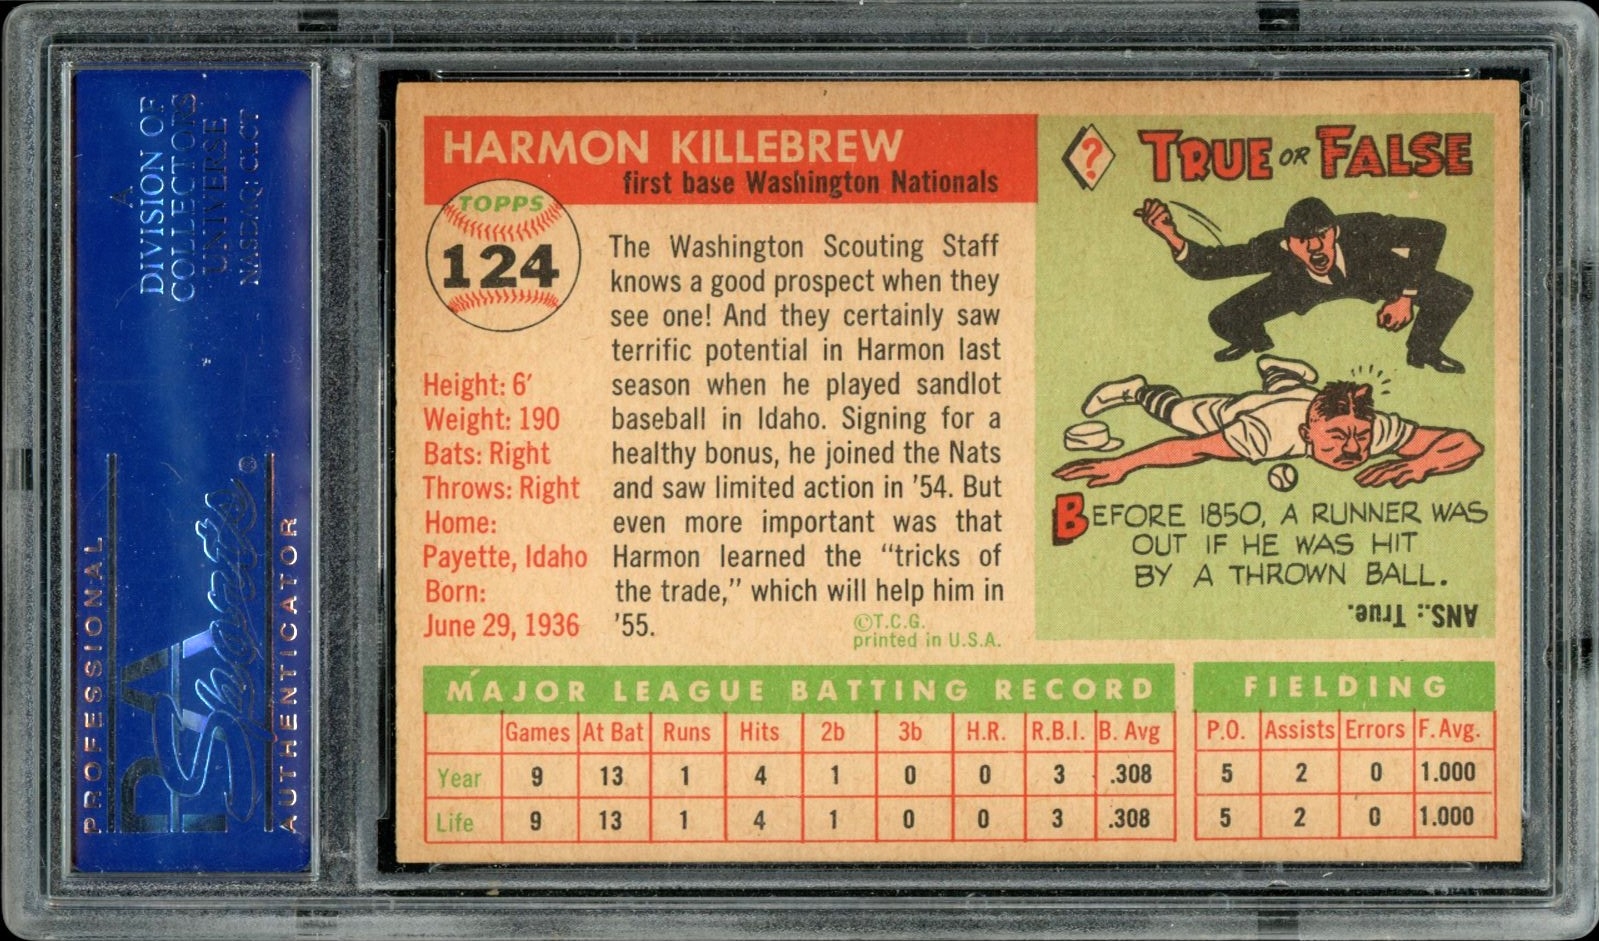 A
DIVISION OF
COLLECTORS
UNIVERSE
NASDAQ: CLCT
PROFESSIONAL
PSA
Sports
®
AUTHENTICATOR
HARMON KILLEBREW
first base Washington Nationals
TOPPS
124
Height: 6′
Weight: 190
Bats: Right
Throws: Right
Home:
Payette, Idaho
Born:
June 29, 1936
The Washington Scouting Staff
knows a good prospect when they
see one! And they certainly saw
terrific potential in Harmon last
season when he played sandlot
baseball in Idaho. Signing for a
healthy bonus, he joined the Nats
and saw limited action in ’54. But
even more important was that
Harmon learned the “tricks of
the trade,” which will help him in
’55.
©T.C.G.
printed in U.S.A.
?
TRUE OR FALSE
BEFORE 1850, A RUNNER WAS
OUT IF HE WAS HIT
BY A THROWN BALL.
ANS.: True.
MAJOR LEAGUE BATTING RECORD
Games At Bat Runs Hits 2b 3b H.R. R.B.I. B. Avg
Year 9 13 1 4 1 0 0 3 .308
Life 9 13 1 4 1 0 0 3 .308
FIELDING
P.O. Assists Errors F. Avg.
5 2 0 1.000
5 2 0 1.000